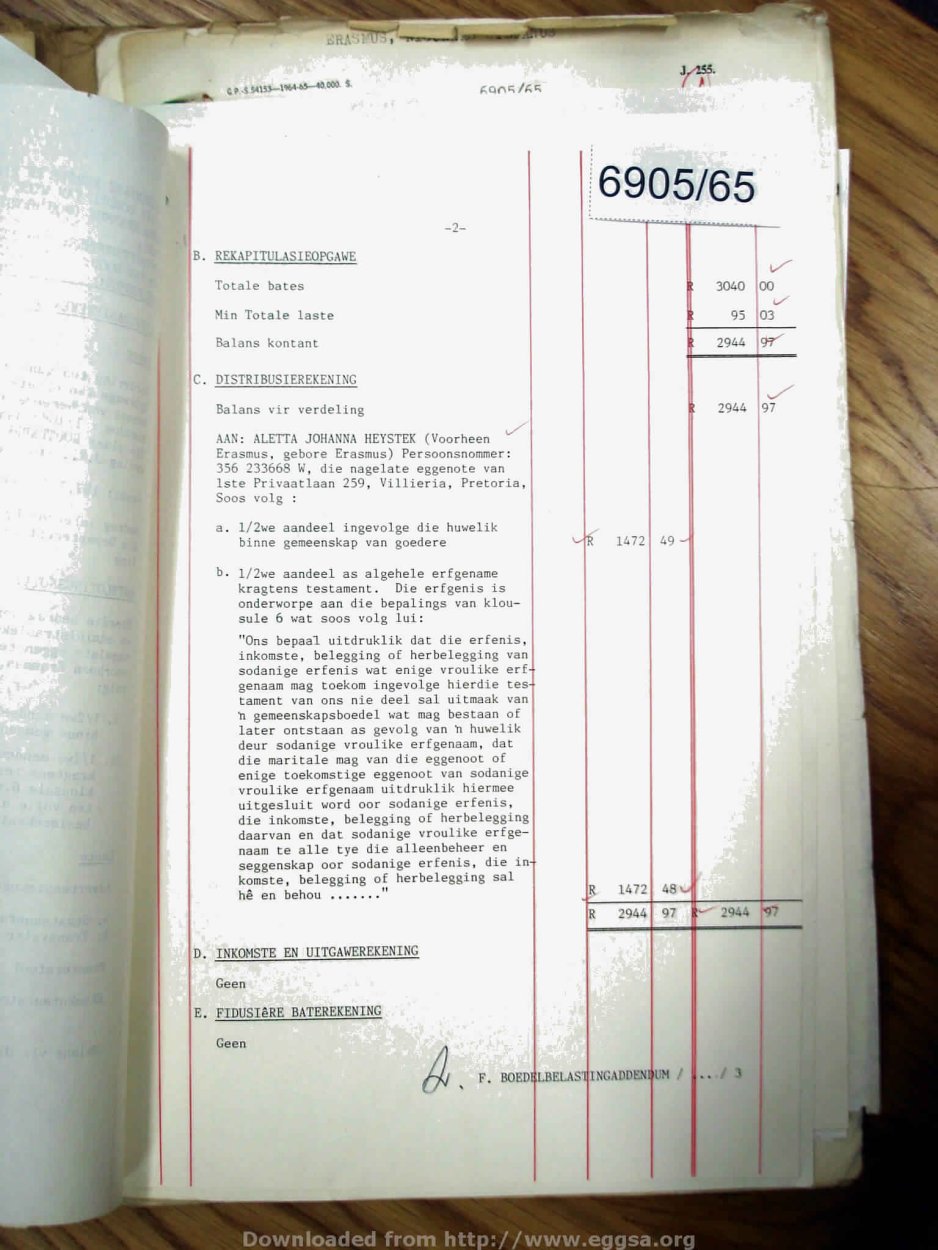 ERASMUS,
J. 255.
G.P.-S.54153—1964-65—40,000. S.
6905/65
6905/65
-2-
B. REKAPITULASIEOPGAWE
Totale bates R 3040 00
Min Totale laste R 95 03
Balans kontant R 2944 97
C. DISTRIBUSIEREKENING
Balans vir verdeling R 2944 97
AAN: ALETTA JOHANNA HEYSTEK (Voorheen
Erasmus, gebore Erasmus) Persoonsnommer:
356 233668 W, die nagelate eggenote van
1ste Privaatlaan 259, Villieria, Pretoria,
Soos volg :
a. 1/2we aandeel ingevolge die huwelik
binne gemeenskap van goedere R 1472 49
b. 1/2we aandeel as algehele erfgename
kragtens testament. Die erfgenis is
onderworpe aan die bepalings van klou-
sule 6 wat soos volg lui:
"Ons bepaal uitdruklik dat die erfenis,
inkomste, belegging of herbelegging van
sodanige erfenis wat enige vroulike erf-
genaam mag toekom ingevolge hierdie tes-
tament van ons nie deel sal uitmaak van
'n gemeenskapsboedel wat mag bestaan of
later ontstaan as gevolg van 'n huwelik
deur sodanige vroulike erfgenaam, dat
die maritale mag van die eggenoot of
enige toekomstige eggenoot van sodanige
vroulike erfgenaam uitdruklik hiermee
uitgesluit word oor sodanige erfenis,
die inkomste, belegging of herbelegging
daarvan en dat sodanige vroulike erfge-
naam te alle tye die alleenbeheer en
seggenskap oor sodanige erfenis, die in-
komste, belegging of herbelegging sal
hê en behou ......." R 1472 48
R 2944 97 R 2944 97
D. INKOMSTE EN UITGAWEREKENING
Geen
E. FIDUSIêRE BATEREKENING
Geen
F. BOEDELBELASTINGADDENDUM / .../ 3
Downloaded from http://www.eggsa.org